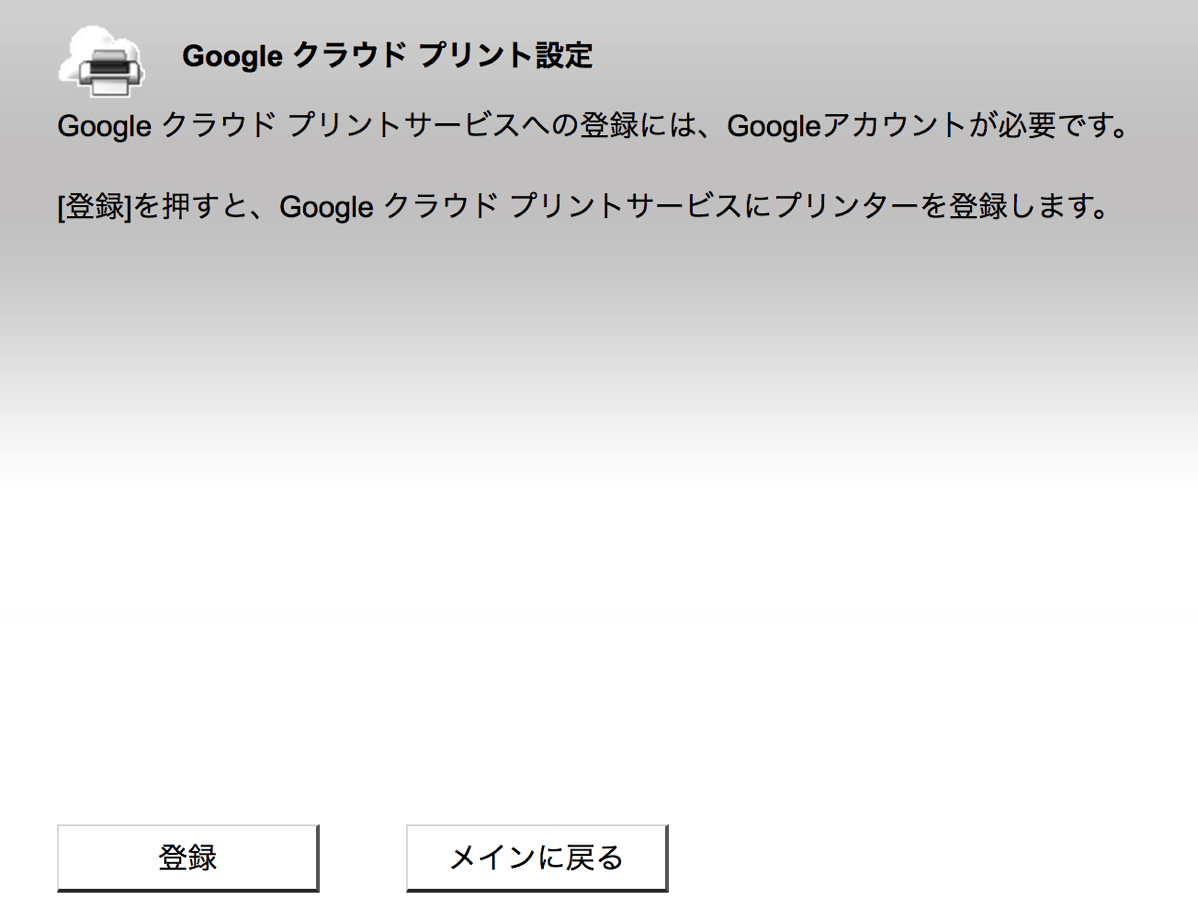 Google クラウド プリント設定
Google クラウド プリントサービスへの登録には、Googleアカウントが必要です。
[登録]を押すと、Google クラウド プリントサービスにプリンターを登録します。
登録
メインに戻る